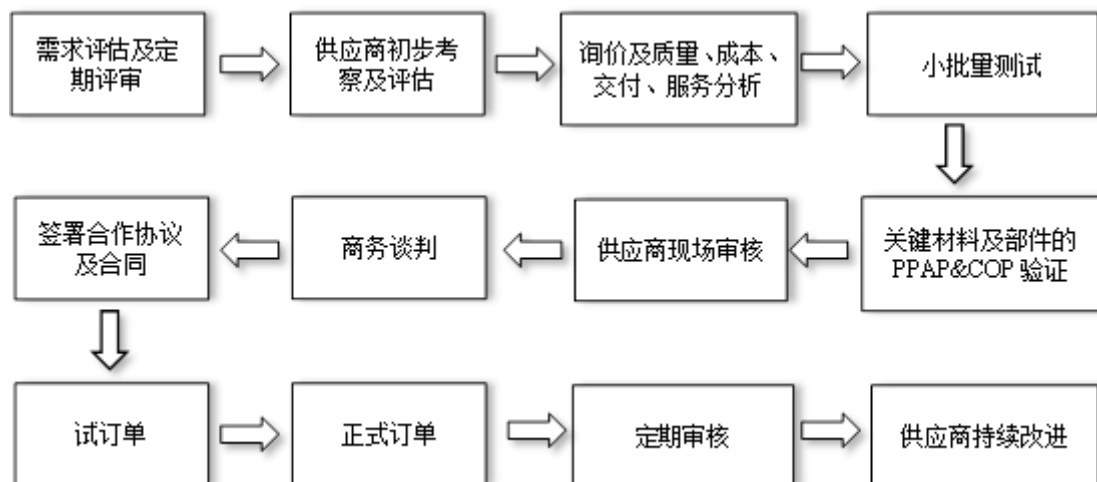 需求评估及定
期评审
供应商初步考
察及评估
询价及质量、成本、
交付、服务分析
小批量测试
签署合作协议
及合同
商务谈判
供应商现场审核
关键材料及部件的
PPAP&COP 验证
试订单
正式订单
定期审核
供应商持续改进